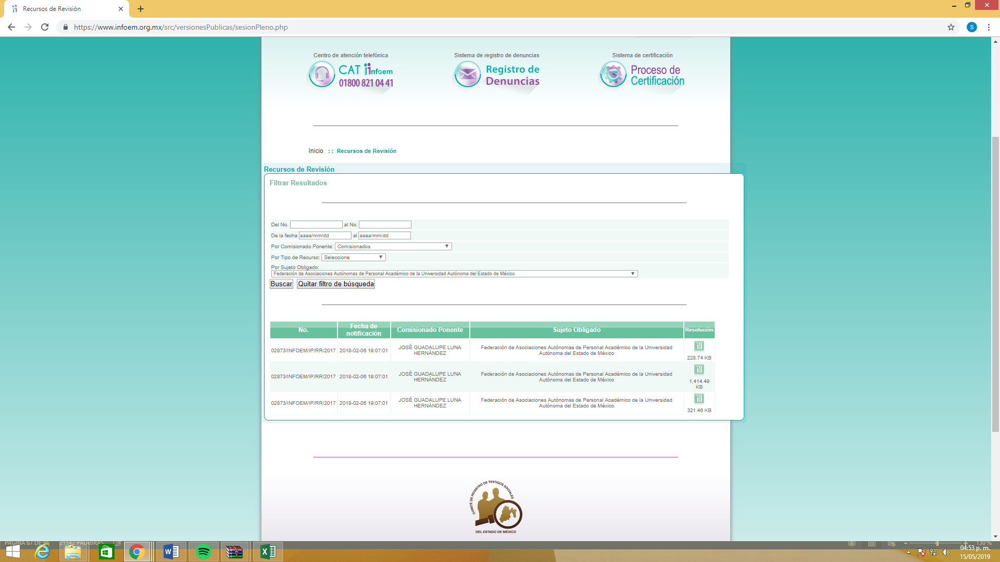 Recursos de Revisión
https://www.infoem.org.mx/src/versionesPublicas/sesionPleno.php
S
Centro de atención telefónica
CAT infoem
01800 821 04 41
Sistema de registro de denuncias
Registro de
Denuncias
Sistema de certificación
Proceso de
Certificación
Inicio :: Recursos de Revisión
Recursos de Revisión
Filtrar Resultados
Del No. al No.
De la fecha aaaa/mm/dd al aaaa/mm/dd
Por Comisionado Ponente: Comisionados
Por Tipo de Recurso: Seleccione
Por Sujeto Obligado:
Federación de Asociaciones Autónomas de Personal Académico de la Universidad Autónoma del Estado de México
Buscar Quitar filtro de búsqueda
No. Fecha de notificación Comisionado Ponente Sujeto Obligado Resolución
02873/INFOEM/IP/RR/2017 2018-02-06 19:07:01 JOSÉ GUADALUPE LUNA HERNÁNDEZ Federación de Asociaciones Autónomas de Personal Académico de la Universidad Autónoma del Estado de México 228.74 KB
02873/INFOEM/IP/RR/2017 2018-02-06 19:07:01 JOSÉ GUADALUPE LUNA HERNÁNDEZ Federación de Asociaciones Autónomas de Personal Académico de la Universidad Autónoma del Estado de México 1,414.49 KB
02873/INFOEM/IP/RR/2017 2018-02-06 19:07:01 JOSÉ GUADALUPE LUNA HERNÁNDEZ Federación de Asociaciones Autónomas de Personal Académico de la Universidad Autónoma del Estado de México 321.46 KB
COMITÉ DE REGISTRO DE TESTIGOS SOCIALES
DEL ESTADO DE MÉXICO
PÁGINA 67 DE 95 21142 PALABRAS
130 %
04:53 p. m.
15/05/2019